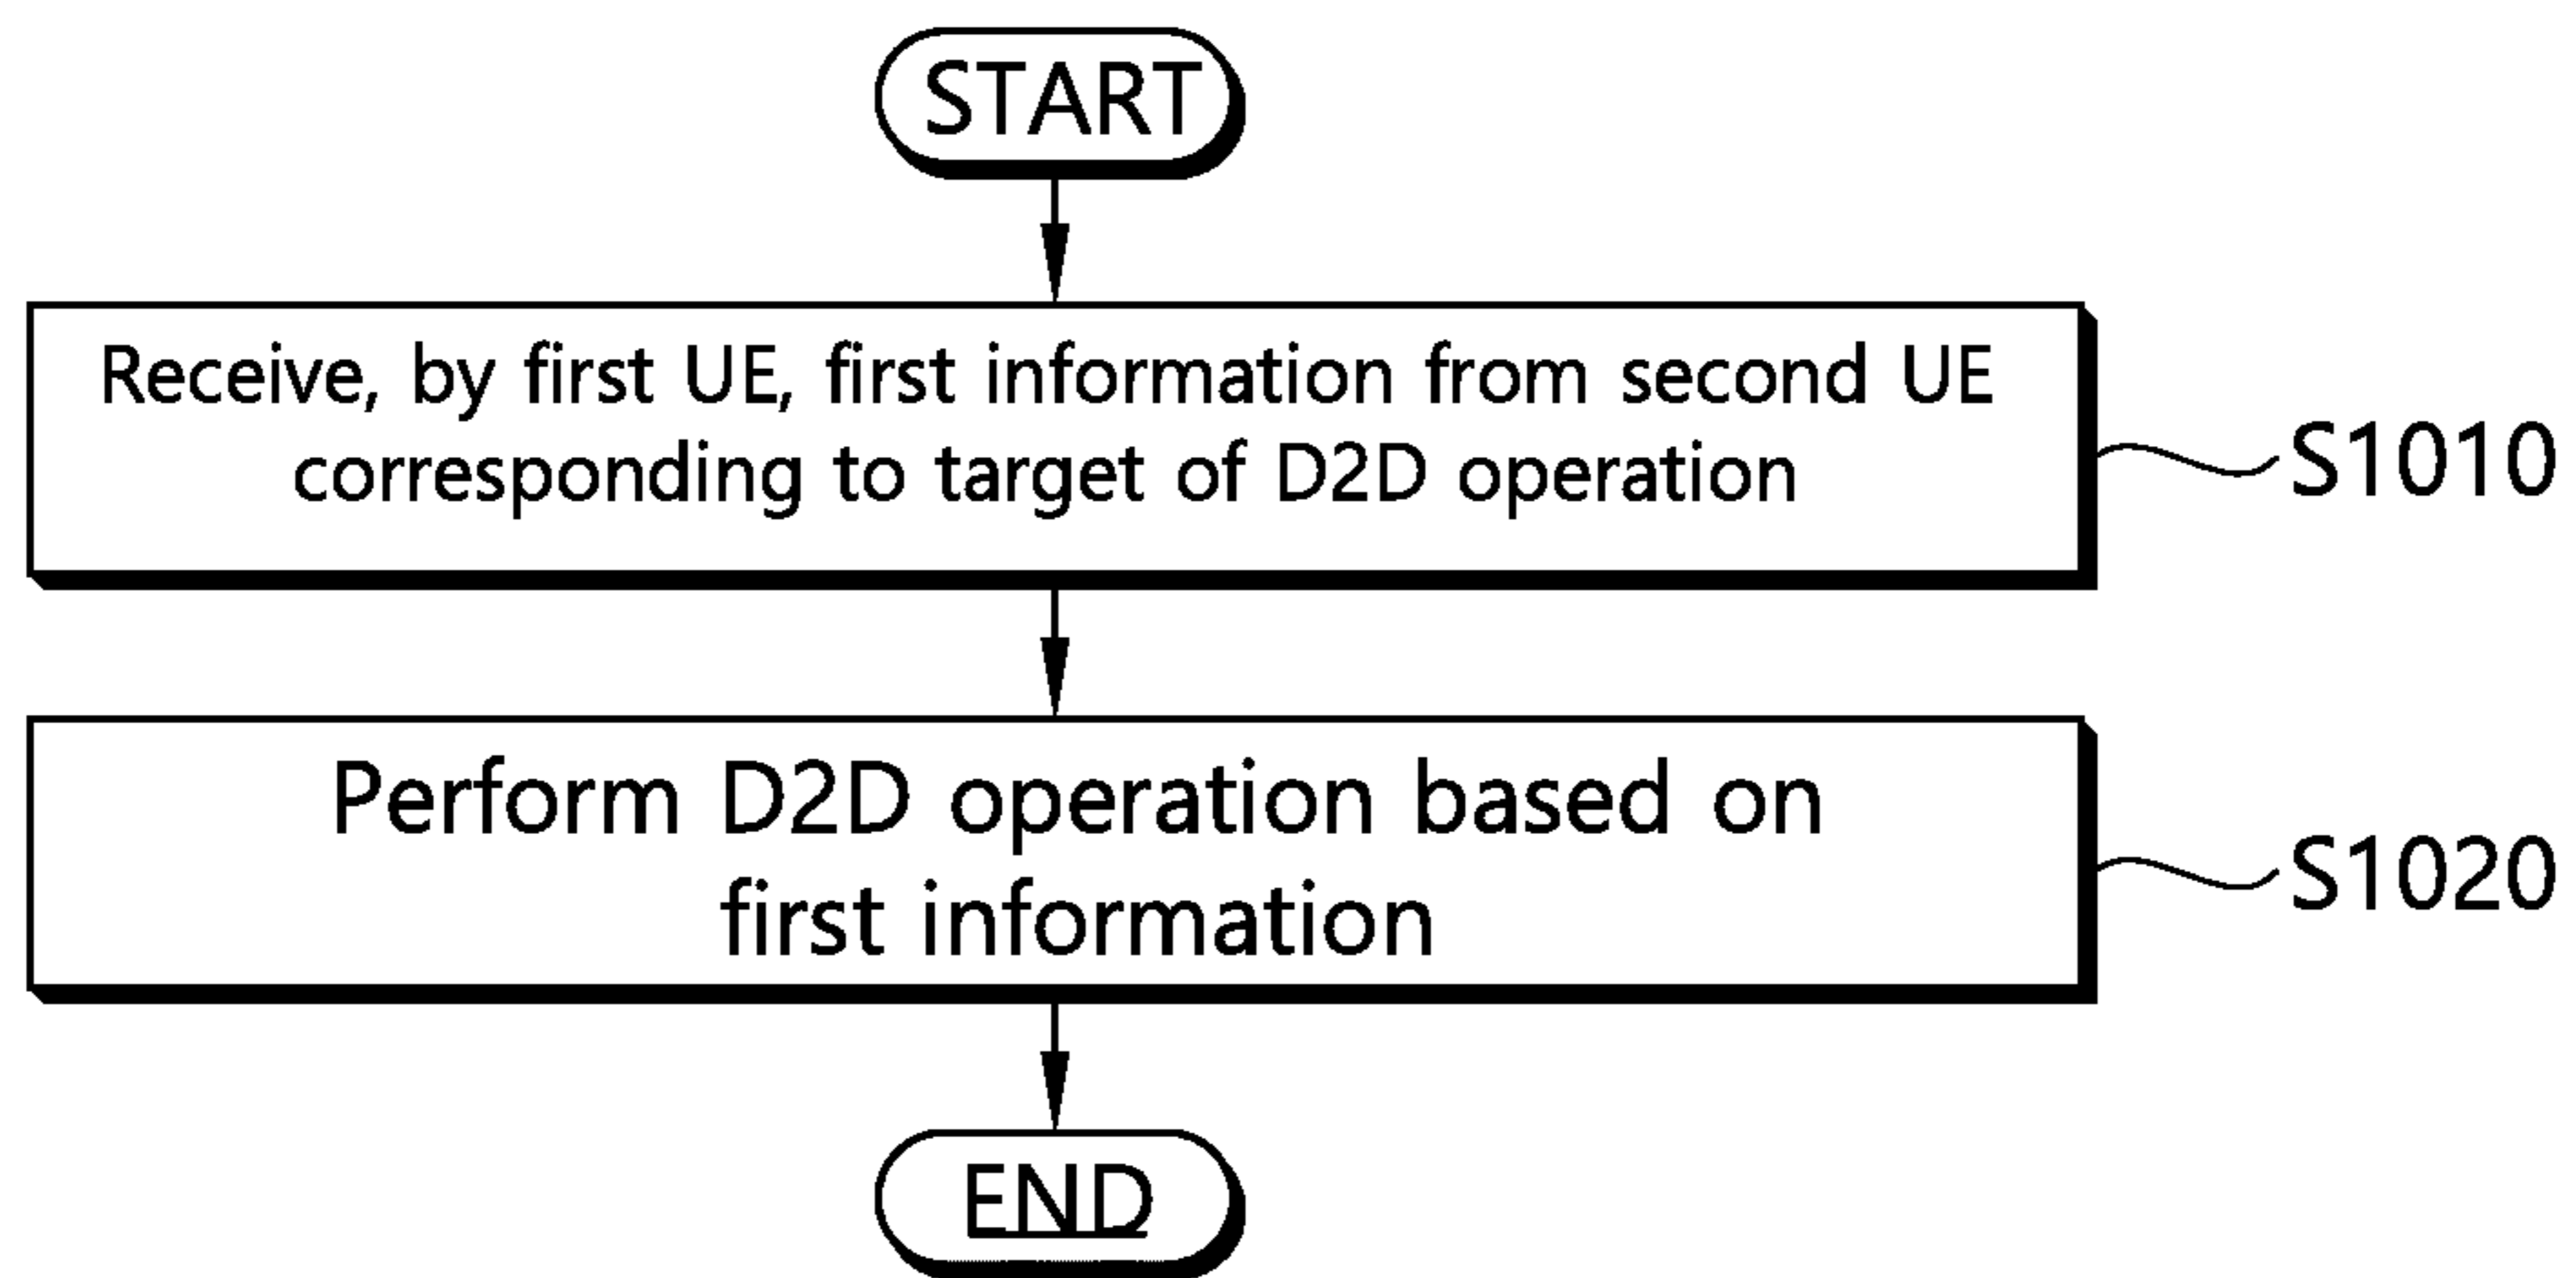 START
Receive, by first UE, first information from second UE
corresponding to target of D2D operation
S1010
Perform D2D operation based on
first information
S1020
END